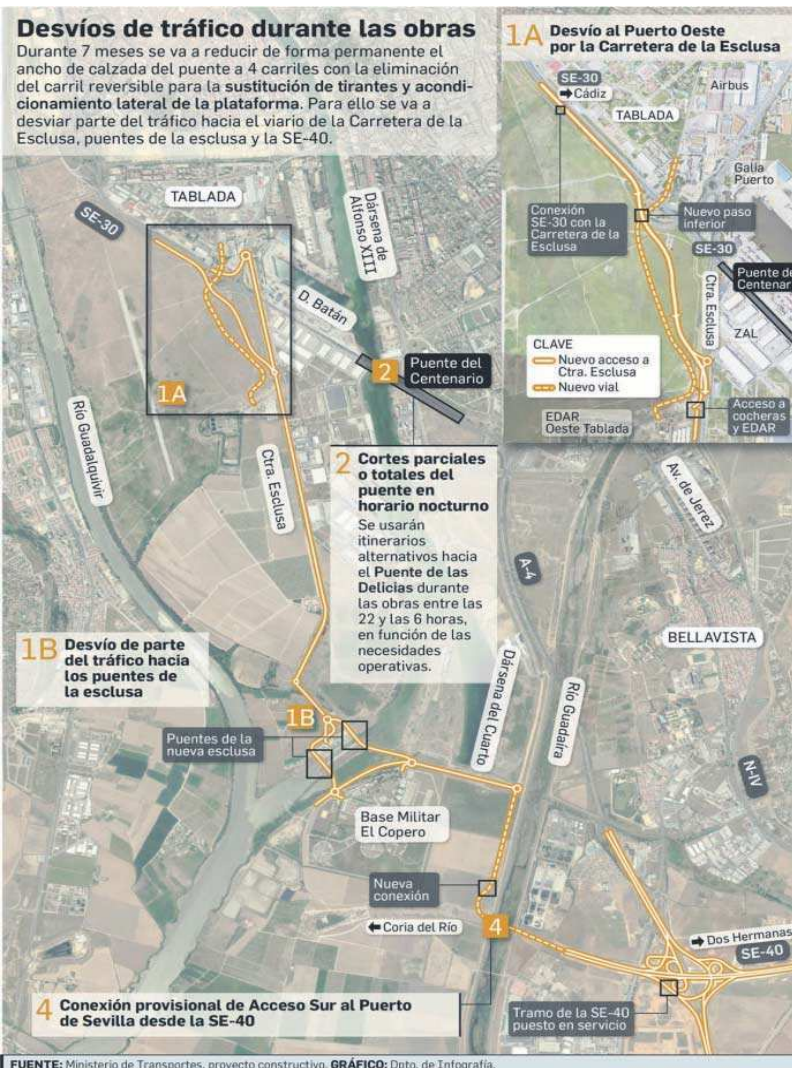 Desvíos de tráfico durante las obras
Durante 7 meses se va a reducir de forma permanente el
ancho de calzada del puente a 4 carriles con la eliminación
del carril reversible para la sustitución de tirantes y acondi-
cionamiento lateral de la plataforma. Para ello se va a
desviar parte del tráfico hacia el viario de la Carretera de la
Esclusa, puentes de la esclusa y la SE-40.
1A Desvío al Puerto Oeste
por la Carretera de la Esclusa
SE-30
Cádiz
Airbus
TABLADA
Galia
Puerto
Conexión
SE-30 con la
Carretera de la
Esclusa
Nuevo paso
inferior
SE-30
Puente de
Centenar
Ctra. Esclusa
ZAL
CLAVE
Nuevo acceso a
Ctra. Esclusa
Nuevo vial
EDAR
Oeste Tablada
Acceso a
cocheras
y EDAR
TABLADA
SE-30
Dársena de
Alfonso XIII
D. Batán
1A
2
Puente del
Centenario
Río Guadalquivir
Ctra. Esclusa
2 Cortes parciales
o totales del
puente en
horario nocturno
Se usarán
itinerarios
alternativos hacia
el Puente de las
Delicias durante
las obras entre las
22 y las 6 horas,
en función de las
necesidades
operativas.
Av. de Jerez
A-4
BELLAVISTA
1B Desvío de parte
del tráfico hacia
los puentes de
la esclusa
Dársena del Cuarto
Río Guadaira
1B
Puentes de la
nueva esclusa
N-IV
Base Militar
El Copero
Nueva
conexión
Coria del Río
4
Dos Hermanas
SE-40
4 Conexión provisional de Acceso Sur al Puerto
de Sevilla desde la SE-40
Tramo de la SE-40
puesto en servicio
FUENTE: Ministerio de Transportes, proyecto constructivo. GRÁFICO: Dpto. de Infografía.